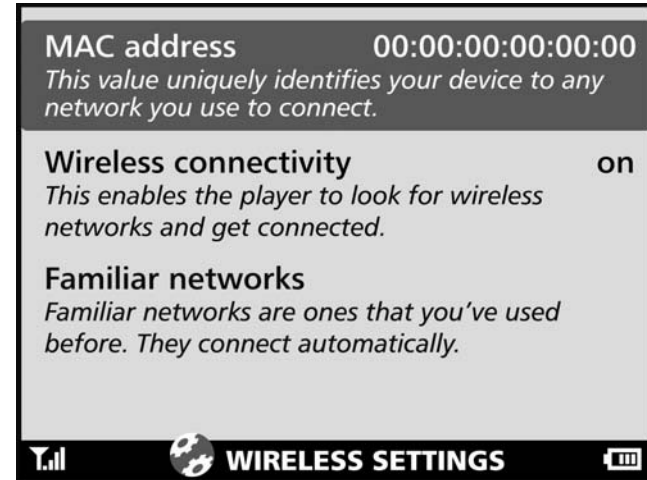 MAC address 00:00:00:00:00:00
This value uniquely identifies your device to any
network you use to connect.
Wireless connectivity on
This enables the player to look for wireless
networks and get connected.
Familiar networks
Familiar networks are ones that you’ve used
before. They connect automatically.
WIRELESS SETTINGS